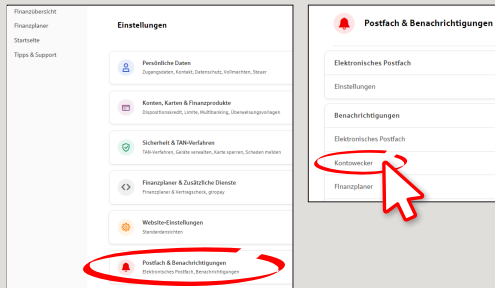 Finanzübersicht
Finanzplaner
Startseite
Tipps & Support
Einstellungen
Persönliche Daten
Zugangsdaten, Kontakt, Datenschutz, Vollmachten, Steuer
Konten, Karten & Finanzprodukte
Dispositionskredit, Limite, Multibanking, Überweisungsvorlagen
Sicherheit & TAN-Verfahren
TAN-Verfahren, Geräte verwalten, Karte sperren, Schaden melden
Finanzplaner & Zusätzliche Dienste
Finanzplaner & Vertragscheck, giropay
Website-Einstellungen
Standardansichten
Postfach & Benachrichtigungen
Elektronisches Postfach, Benachrichtigungen
Postfach & Benachrichtigungen
Elektronisches Postfach
Einstellungen
Benachrichtigungen
Elektronisches Postfach
Kontowecker
Finanzplaner